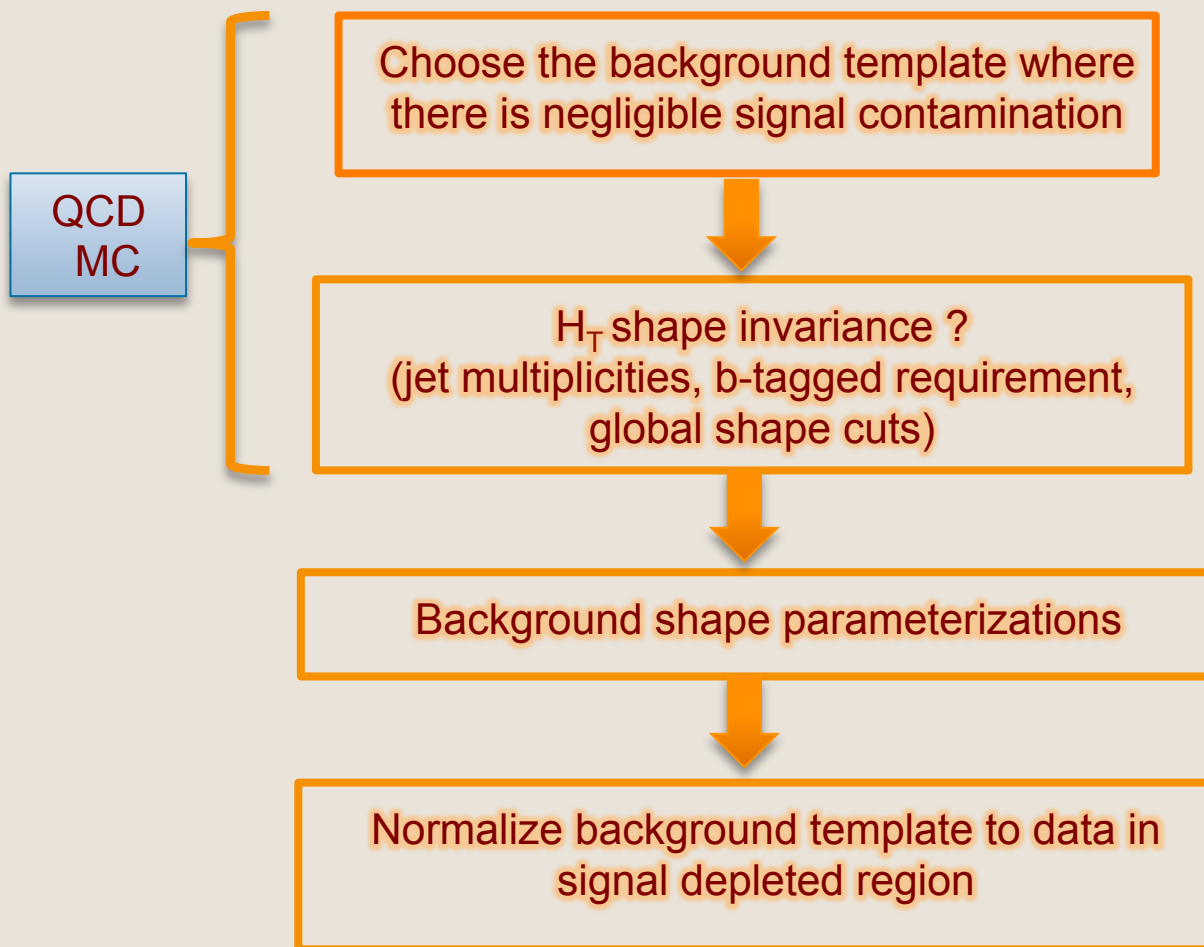 Choose the background template where
there is negligible signal contamination
QCD
MC
H_T shape invariance ?
(jet multiplicities, b-tagged requirement,
global shape cuts)
Background shape parameterizations
Normalize background template to data in
signal depleted region